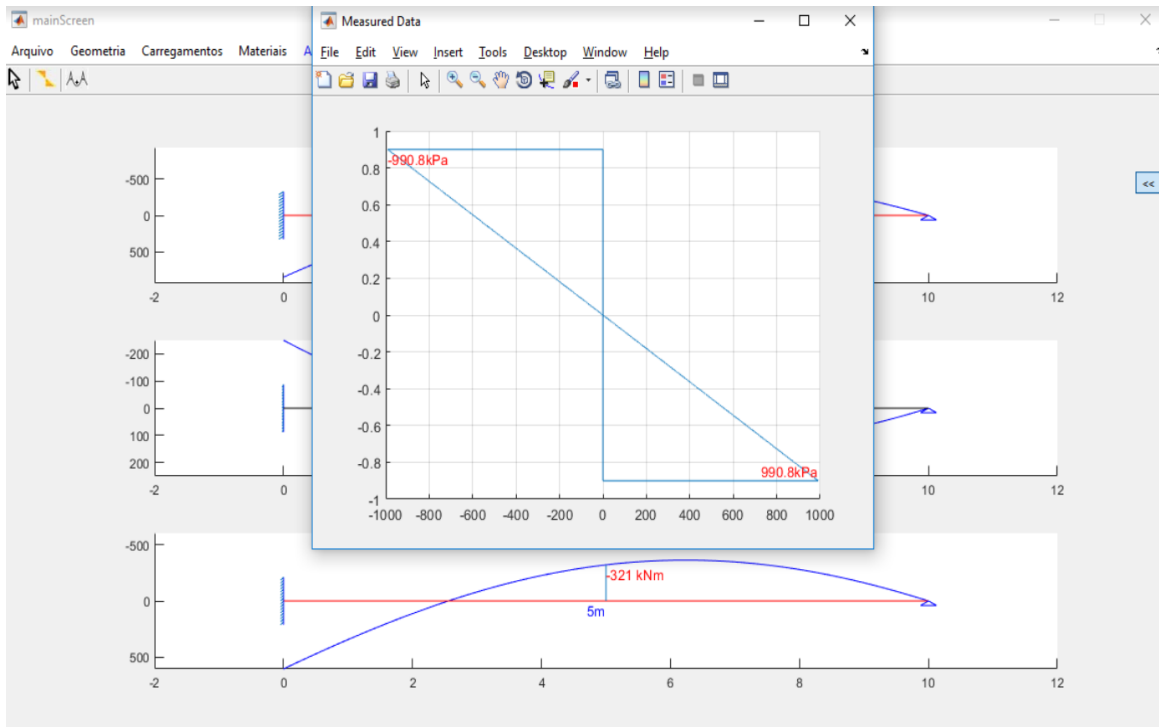 mainScreen
Measured Data
Arquivo Geometria Carregamentos Materiais A
File Edit View Insert Tools Desktop Window Help
<<
-500
0
500
-2 0 10 12
-200
-100
0
100
200
-2 0 10 12
1
0.8
0.6
0.4
0.2
0
-0.2
-0.4
-0.6
-0.8
-1
-1000 -800 -600 -400 -200 0 200 400 600 800 1000
-990.8kPa
990.8kPa
-500
0
500
-2 0 2 4 6 8 10 12
-321 kNm
5m